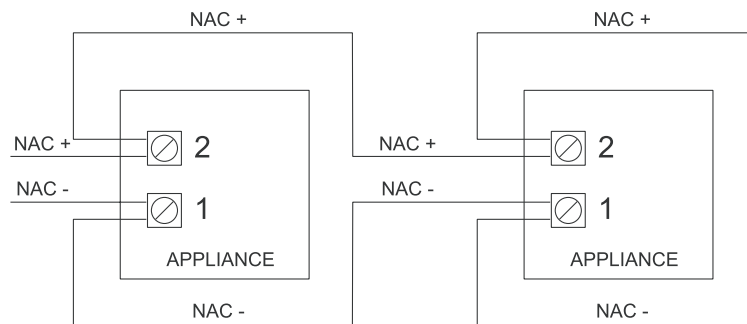 NAC + NAC +
2 2
NAC + NAC +
NAC - NAC -
1 1
APPLIANCE APPLIANCE
NAC - NAC -